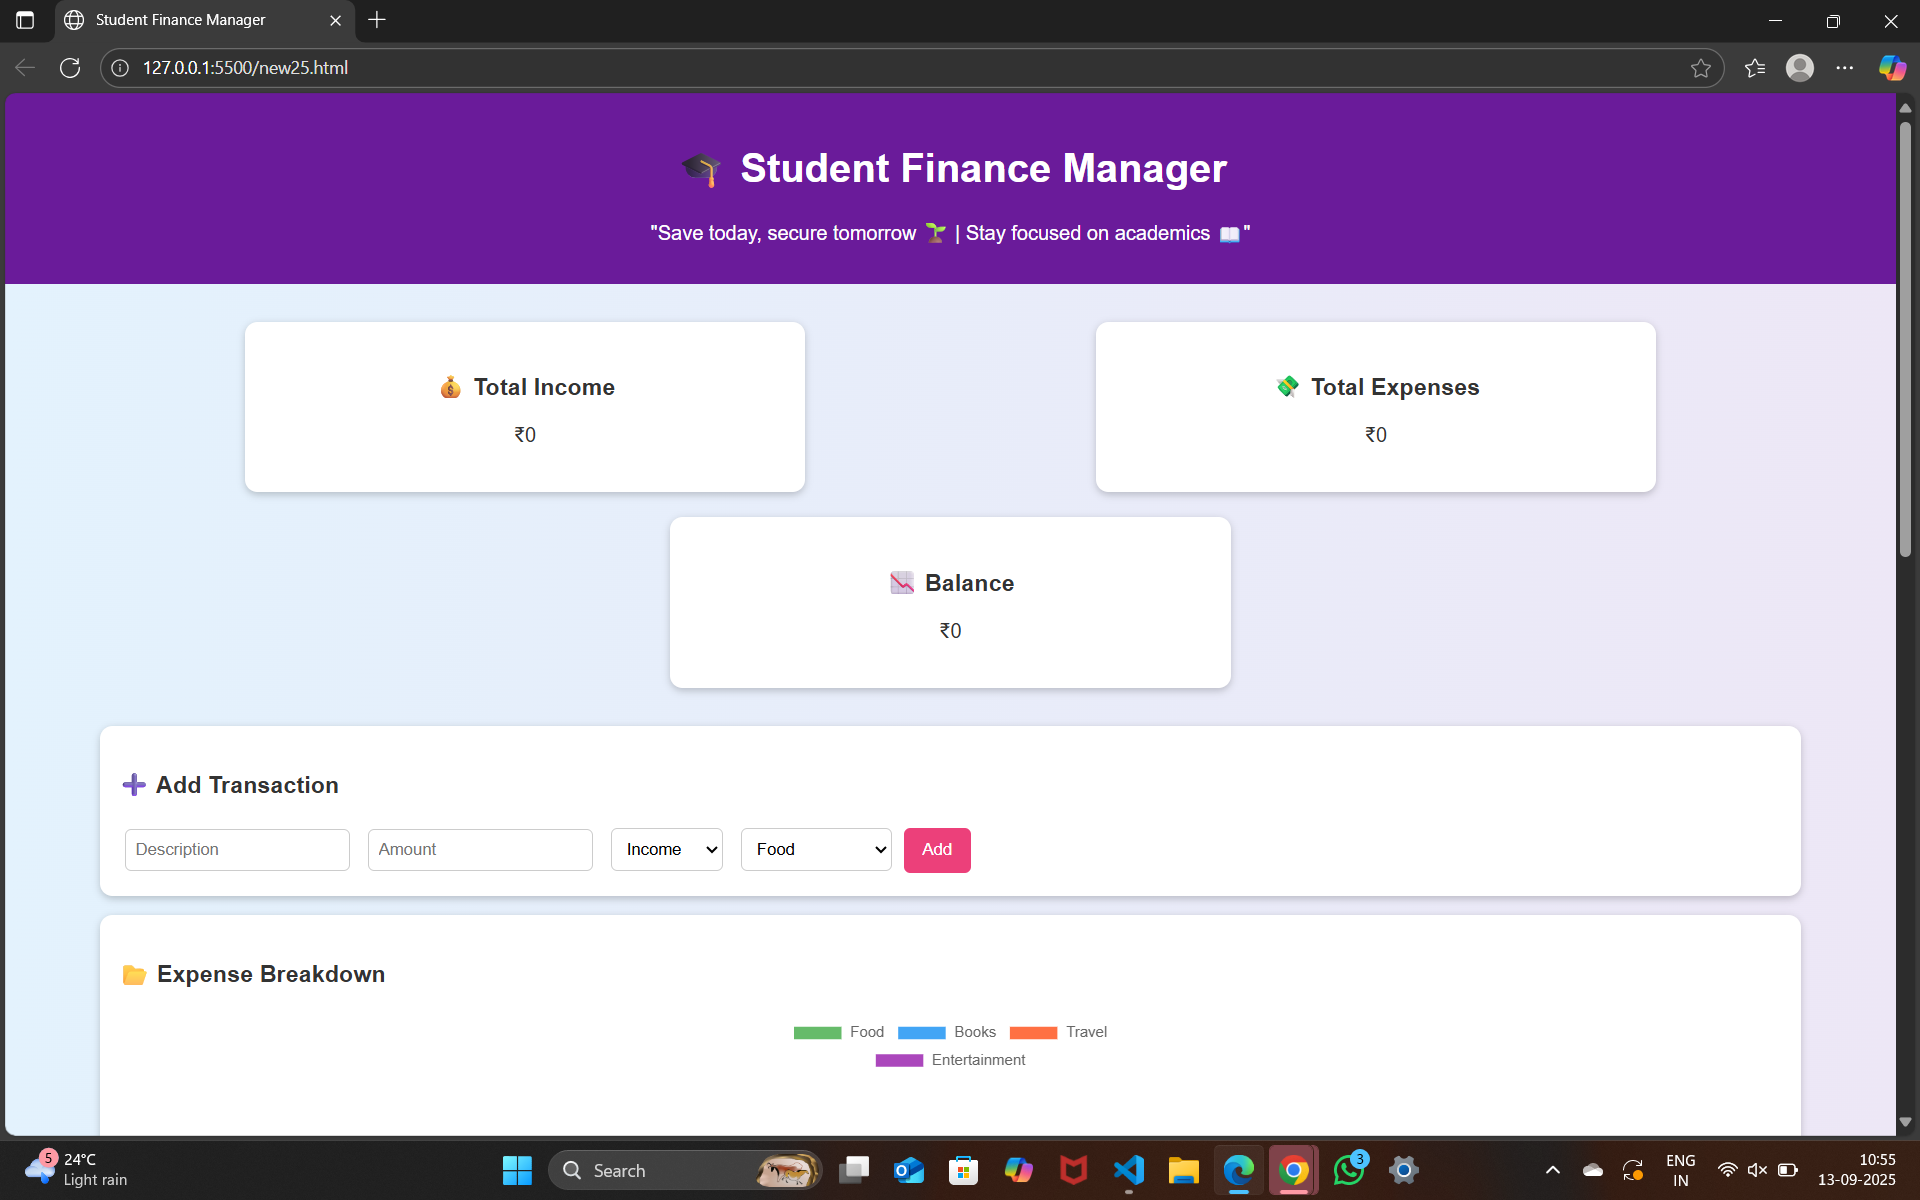 Student Finance Manager
127.0.0.1:5500/new25.html
Student Finance Manager
"Save today, secure tomorrow 🌱 | Stay focused on academics 📖"
Total Income
Total Expenses
₹0
₹0
Balance
₹0
Add Transaction
Description
Amount
Income
Food
Add
Expense Breakdown
Food
Books
Travel
Entertainment
5
24°C
Light rain
Search
3
ENG
IN
10:55
13-09-2025